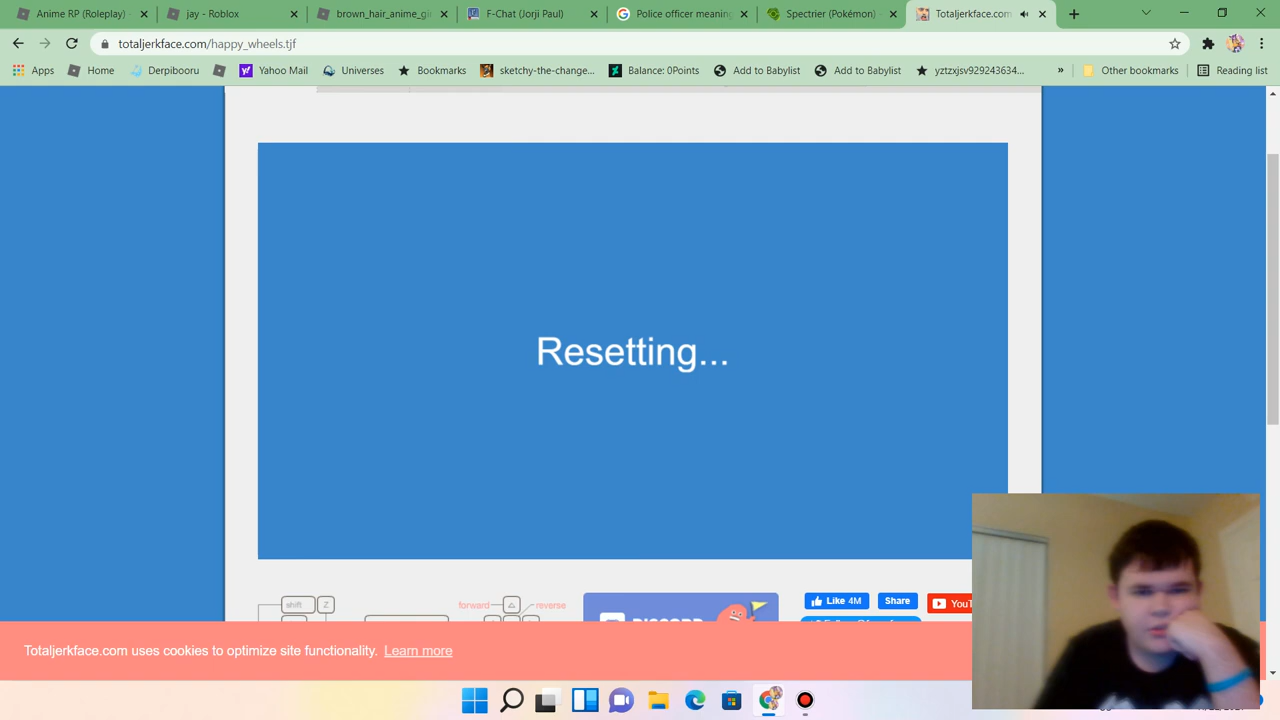 Anime RP (Roleplay) -
jay - Roblox
brown_hair_anime_gi
F-Chat (Jorji Paul)
Police officer meaning
Spectrier (Pokémon)
Totaljerkface.com
totaljerkface.com/happy_wheels.tjf
Apps
Home
Derpibooru
Yahoo Mail
Universes
Bookmarks
sketchy-the-change...
Balance: 0Points
Add to Babylist
Add to Babylist
yztzxjsv929243634...
»
Other bookmarks
Reading list
Resetting...
shift Z
forward
reverse
DISCORD
Like 4M
Share
YouT
Totaljerkface.com uses cookies to optimize site functionality. Learn more